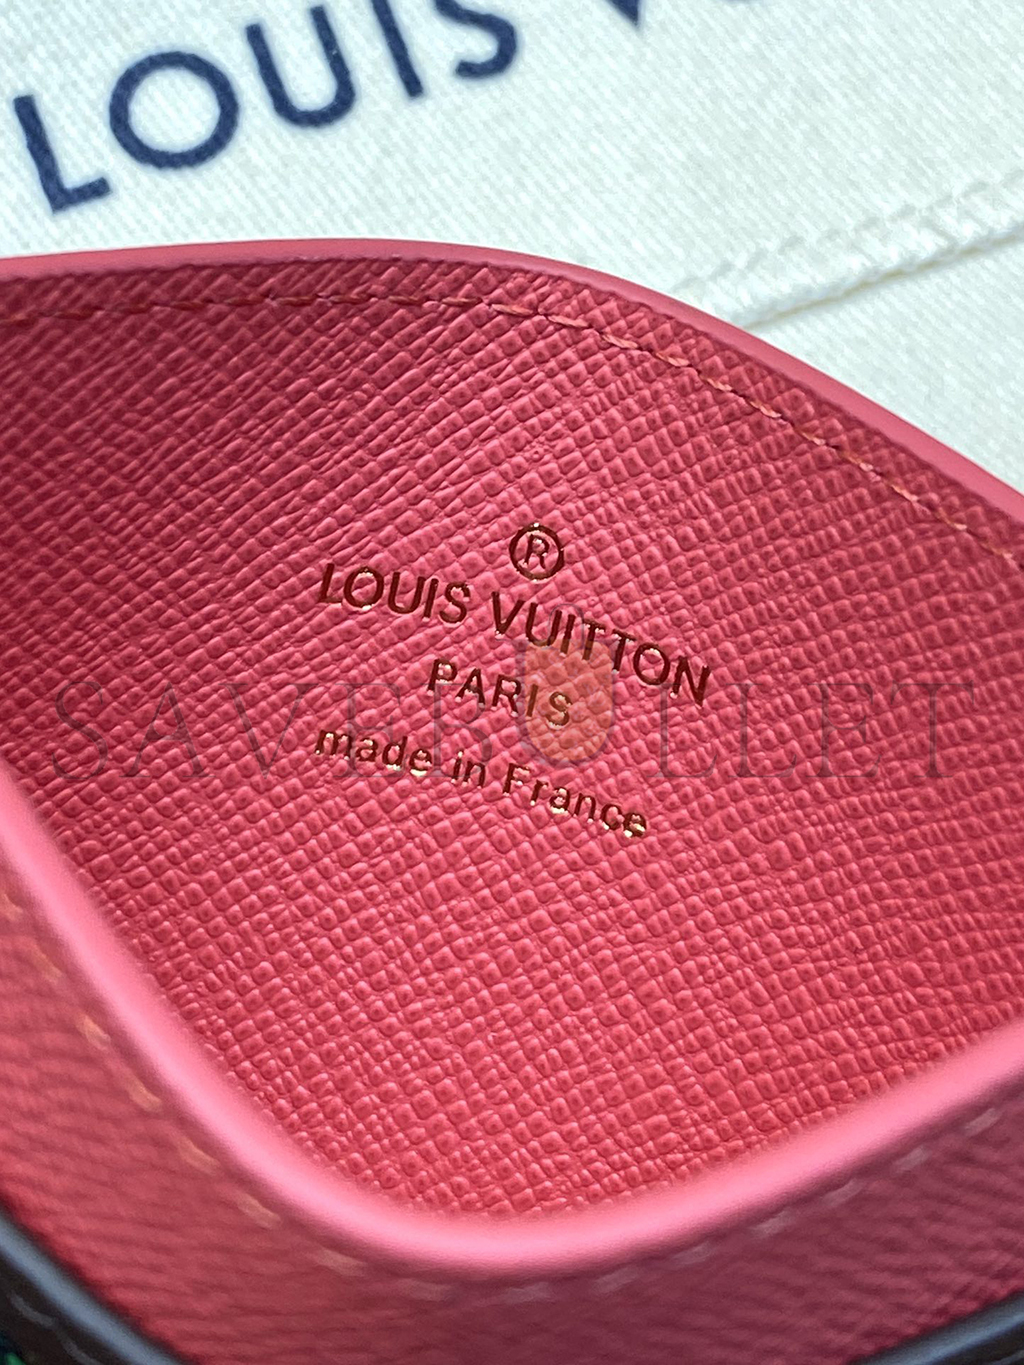 LOUIS V
®
LOUIS VUITTON
PARIS
made in France
SAVEBULLET